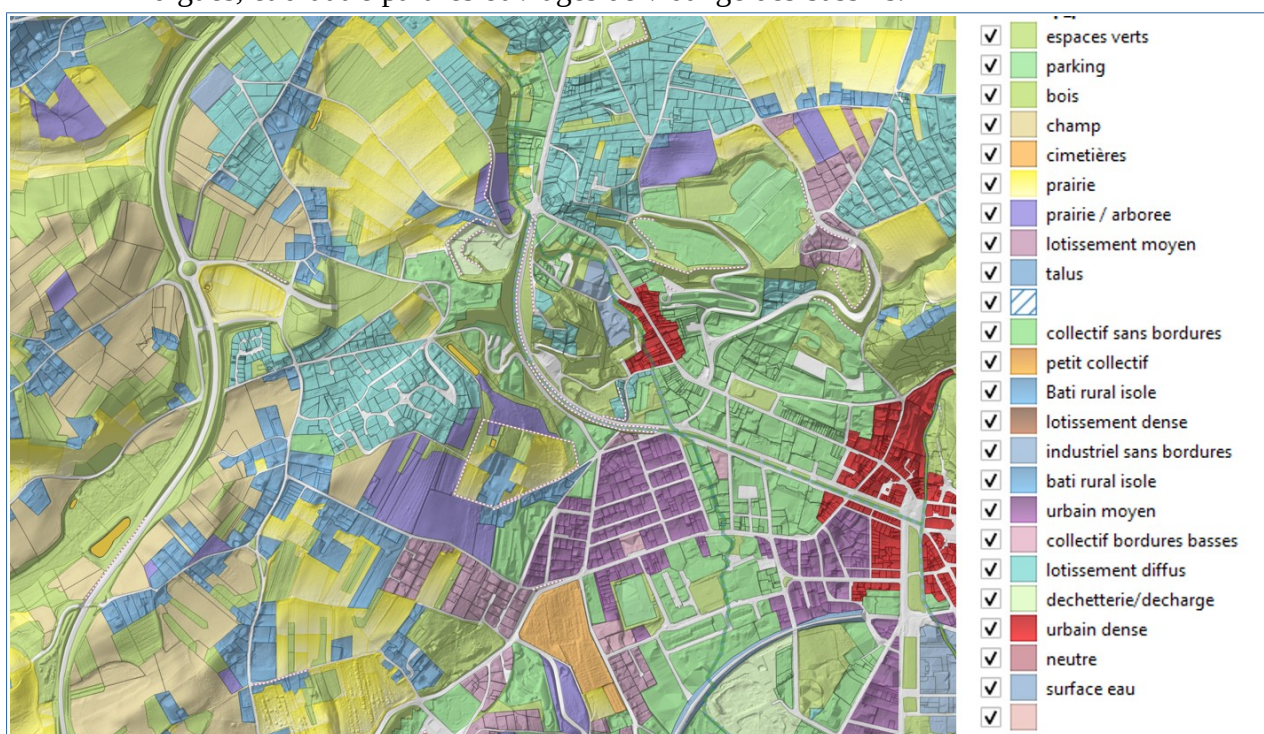 espaces verts
parking
bois
champ
cimetières
prairie
prairie / arboree
lotissement moyen
talus
collectif sans bordures
petit collectif
Bati rural isole
lotissement dense
industriel sans bordures
bati rural isole
urbain moyen
collectif bordures basses
lotissement diffus
dechetterie/decharge
urbain dense
neutre
surface eau